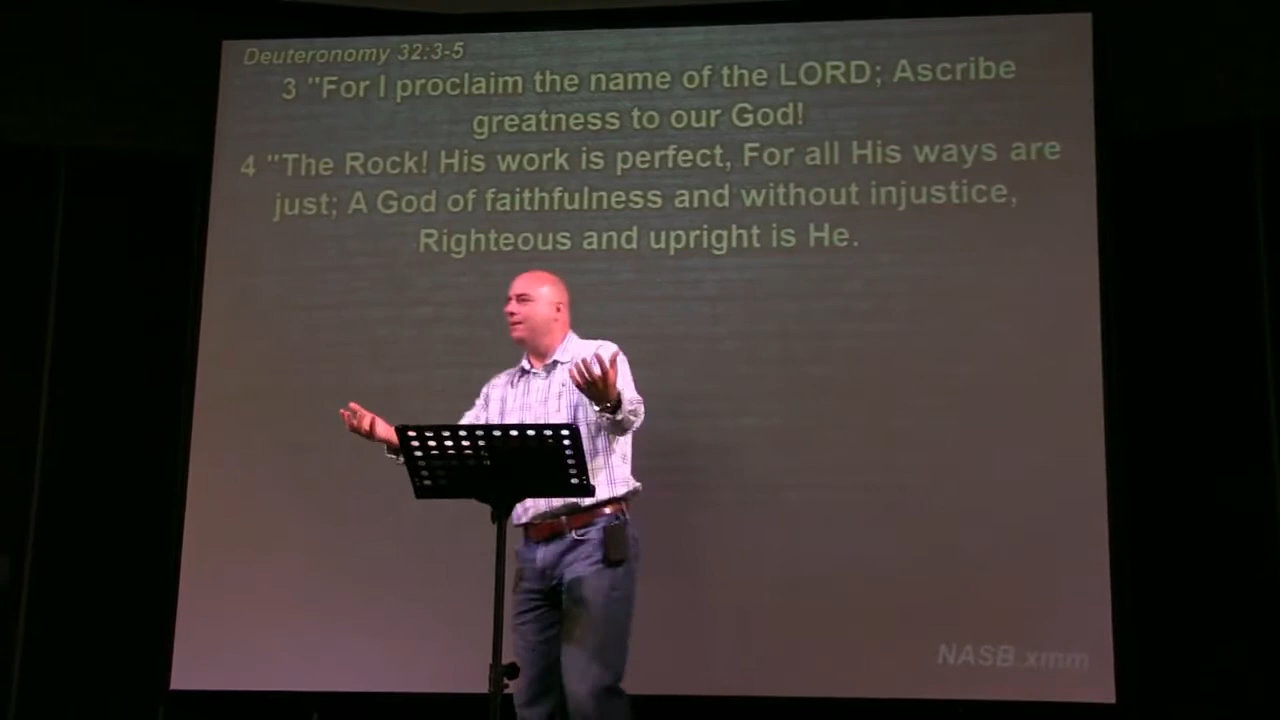 Deuteronomy 32:3-5
3 "For I proclaim the name of the LORD; Ascribe
greatness to our God!
4 "The Rock! His work is perfect, For all His ways are
just; A God of faithfulness and without injustice,
Righteous and upright is He.
NASB.xmm